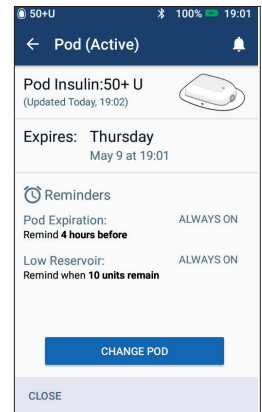 50+U 100% 19:01
Pod (Active)
Pod Insulin:50+ U
(Updated Today, 19:02)
Expires: Thursday
May 9 at 19:01
Reminders
Pod Expiration: ALWAYS ON
Remind 4 hours before
Low Reservoir: ALWAYS ON
Remind when 10 units remain
CHANGE POD
CLOSE